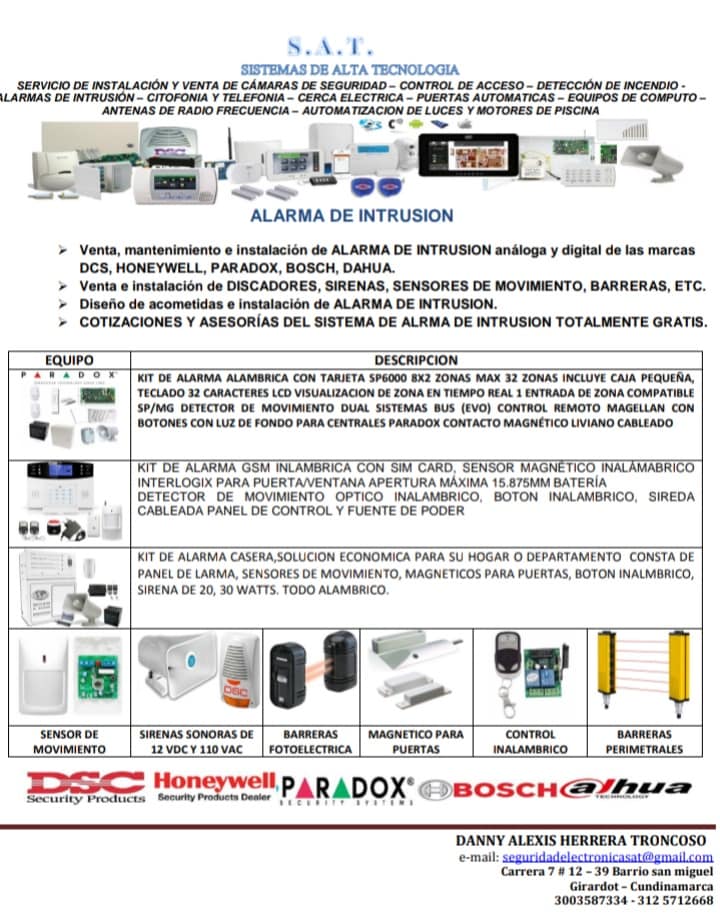 S.A.T.
SISTEMAS DE ALTA TECNOLOGIA
SERVICIO DE INSTALACIÓN Y VENTA DE CÁMARAS DE SEGURIDAD – CONTROL DE ACCESO – DETECCIÓN DE INCENDIO -
ALARMAS DE INTRUSIÓN – CITOFONIA Y TELEFONIA – CERCA ELECTRICA – PUERTAS AUTOMATICAS – EQUIPOS DE COMPUTO –
ANTENAS DE RADIO FRECUENCIA – AUTOMATIZACION DE LUCES Y MOTORES DE PISCINA
DSC
ALARMA DE INTRUSION
➢ Venta, mantenimiento e instalación de ALARMA DE INTRUSION análoga y digital de las marcas
DCS, HONEYWELL, PARADOX, BOSCH, DAHUA.
➢ Venta e instalación de DISCADORES, SIRENAS, SENSORES DE MOVIMIENTO, BARRERAS, ETC.
➢ Diseño de acometidas e instalación de ALARMA DE INTRUSION.
➢ COTIZACIONES Y ASESORÍAS DEL SISTEMA DE ALRMA DE INTRUSION TOTALMENTE GRATIS.
EQUIPO DESCRIPCION
PARADOX
KIT DE ALARMA ALAMBRICA CON TARJETA SP6000 8X2 ZONAS MAX 32 ZONAS INCLUYE CAJA PEQUEÑA,
TECLADO 32 CARACTERES LCD VISUALIZACION DE ZONA EN TIEMPO REAL 1 ENTRADA DE ZONA COMPATIBLE
SP/MG DETECTOR DE MOVIMIENTO DUAL SISTEMAS BUS (EVO) CONTROL REMOTO MAGELLAN CON
BOTONES CON LUZ DE FONDO PARA CENTRALES PARADOX CONTACTO MAGNÉTICO LIVIANO CABLEADO
KIT DE ALARMA GSM INLAMBRICA CON SIM CARD, SENSOR MAGNÉTICO INALÁMABRICO
INTERLOGIX PARA PUERTA/VENTANA APERTURA MÁXIMA 15.875MM BATERÍA
DETECTOR DE MOVIMIENTO OPTICO INALAMBRICO, BOTON INALAMBRICO, SIREDA
CABLEADA PANEL DE CONTROL Y FUENTE DE PODER
KIT DE ALARMA CASERA,SOLUCION ECONOMICA PARA SU HOGAR O DEPARTAMENTO CONSTA DE
PANEL DE LARMA, SENSORES DE MOVIMIENTO, MAGNETICOS PARA PUERTAS, BOTON INALMBRICO,
SIRENA DE 20, 30 WATTS. TODO ALAMBRICO.
DSC
SENSOR DE
MOVIMIENTO
SIRENAS SONORAS DE
12 VDC Y 110 VAC
BARRERAS
FOTOELECTRICA
MAGNETICO PARA
PUERTAS
CONTROL
INALAMBRICO
BARRERAS
PERIMETRALES
DSC
Security Products
Honeywell
Security Products Dealer
PARADOX®
SECURITY SYSTEMS
BOSCH
alhua
TECHNOLOGY
DANNY ALEXIS HERRERA TRONCOSO
e-mail: seguridadelectronicasat@gmail.com
Carrera 7 # 12 – 39 Barrio san miguel
Girardot – Cundinamarca
3003587334 - 312 5712668